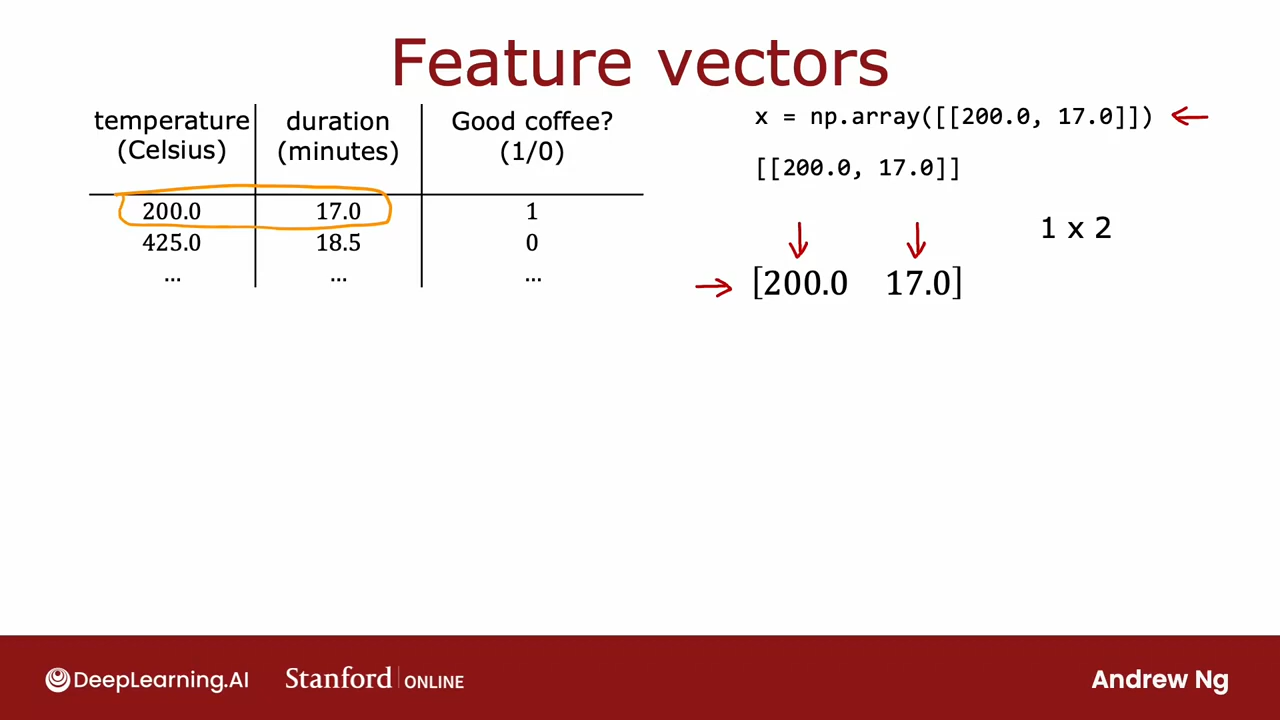 Feature vectors
temperature (Celsius) duration (minutes) Good coffee? (1/0)
200.0 17.0 1
425.0 18.5 0
... ... ...
x = np.array([[200.0, 17.0]])
[[200.0, 17.0]]
1 x 2
[200.0 17.0]
DeepLearning.AI Stanford ONLINE Andrew Ng